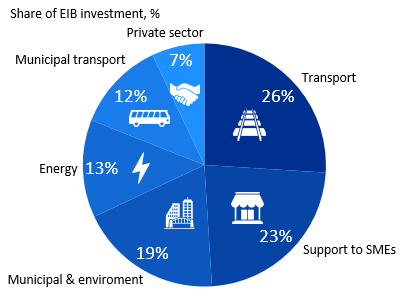 Share of EIB investment, %
Private sector
7%
Transport
26%
Support to SMEs
23%
Municipal & enviroment
19%
Energy
13%
Municipal transport
12%